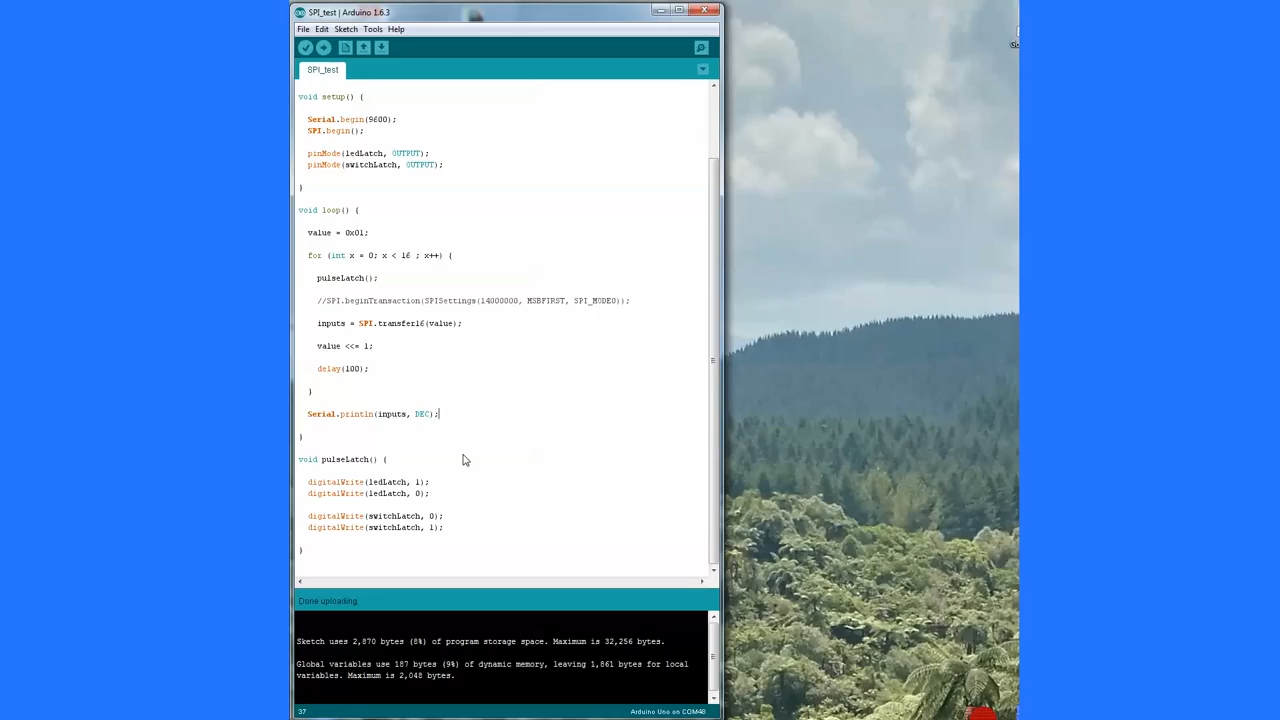 SPI_test | Arduino 1.6.3
File Edit Sketch Tools Help
SPI_test
void setup() {
Serial.begin(9600);
SPI.begin();
pinMode(ledLatch, OUTPUT);
pinMode(switchLatch, OUTPUT);
}
void loop() {
value = 0x01;
for (int x = 0; x < 16 ; x++) {
pulseLatch();
//SPI.beginTransaction(SPISettings(14000000, MSBFIRST, SPI_MODE0));
inputs = SPI.transfer16(value);
value <<= 1;
delay(100);
}
Serial.println(inputs, DEC);
}
void pulseLatch() {
digitalWrite(ledLatch, 1);
digitalWrite(ledLatch, 0);
digitalWrite(switchLatch, 0);
digitalWrite(switchLatch, 1);
}
Done uploading.
Sketch uses 2,870 bytes (8%) of program storage space. Maximum is 32,256 bytes.
Global variables use 187 bytes (9%) of dynamic memory, leaving 1,861 bytes for local
variables. Maximum is 2,048 bytes.
37
Arduino Uno on COM48